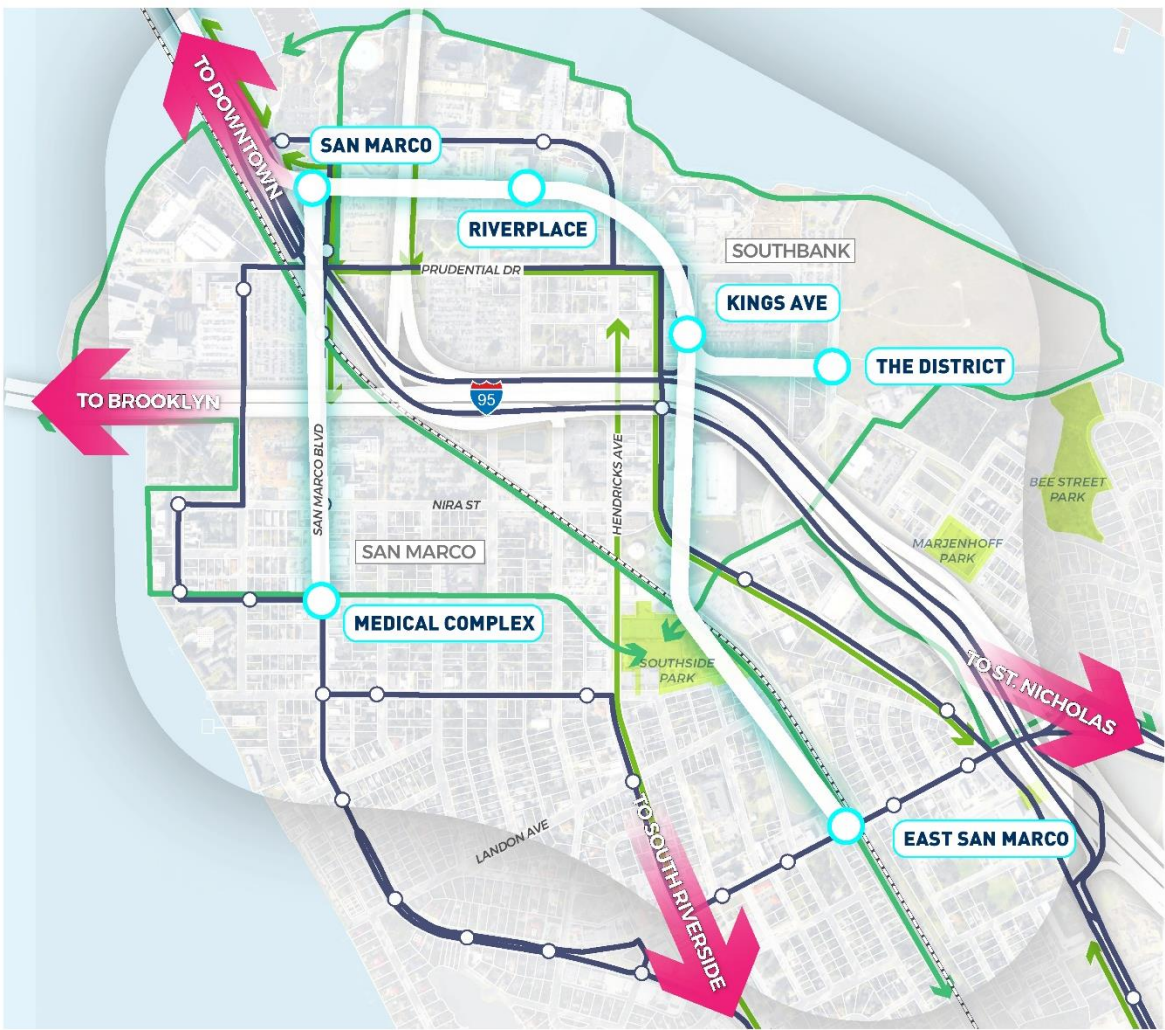 TO DOWNTOWN
SAN MARCO
RIVERPLACE
SOUTHBANK
PRUDENTIAL DR
KINGS AVE
THE DISTRICT
TO BROOKLYN
95
SAN MARCO BLVD
HENDRICKS AVE
BEE STREET
PARK
NIRA ST
MARJENHOFF
PARK
SAN MARCO
MEDICAL COMPLEX
SOUTHSIDE
PARK
TO ST. NICHOLAS
TO SOUTH RIVERSIDE
LANDON AVE
EAST SAN MARCO